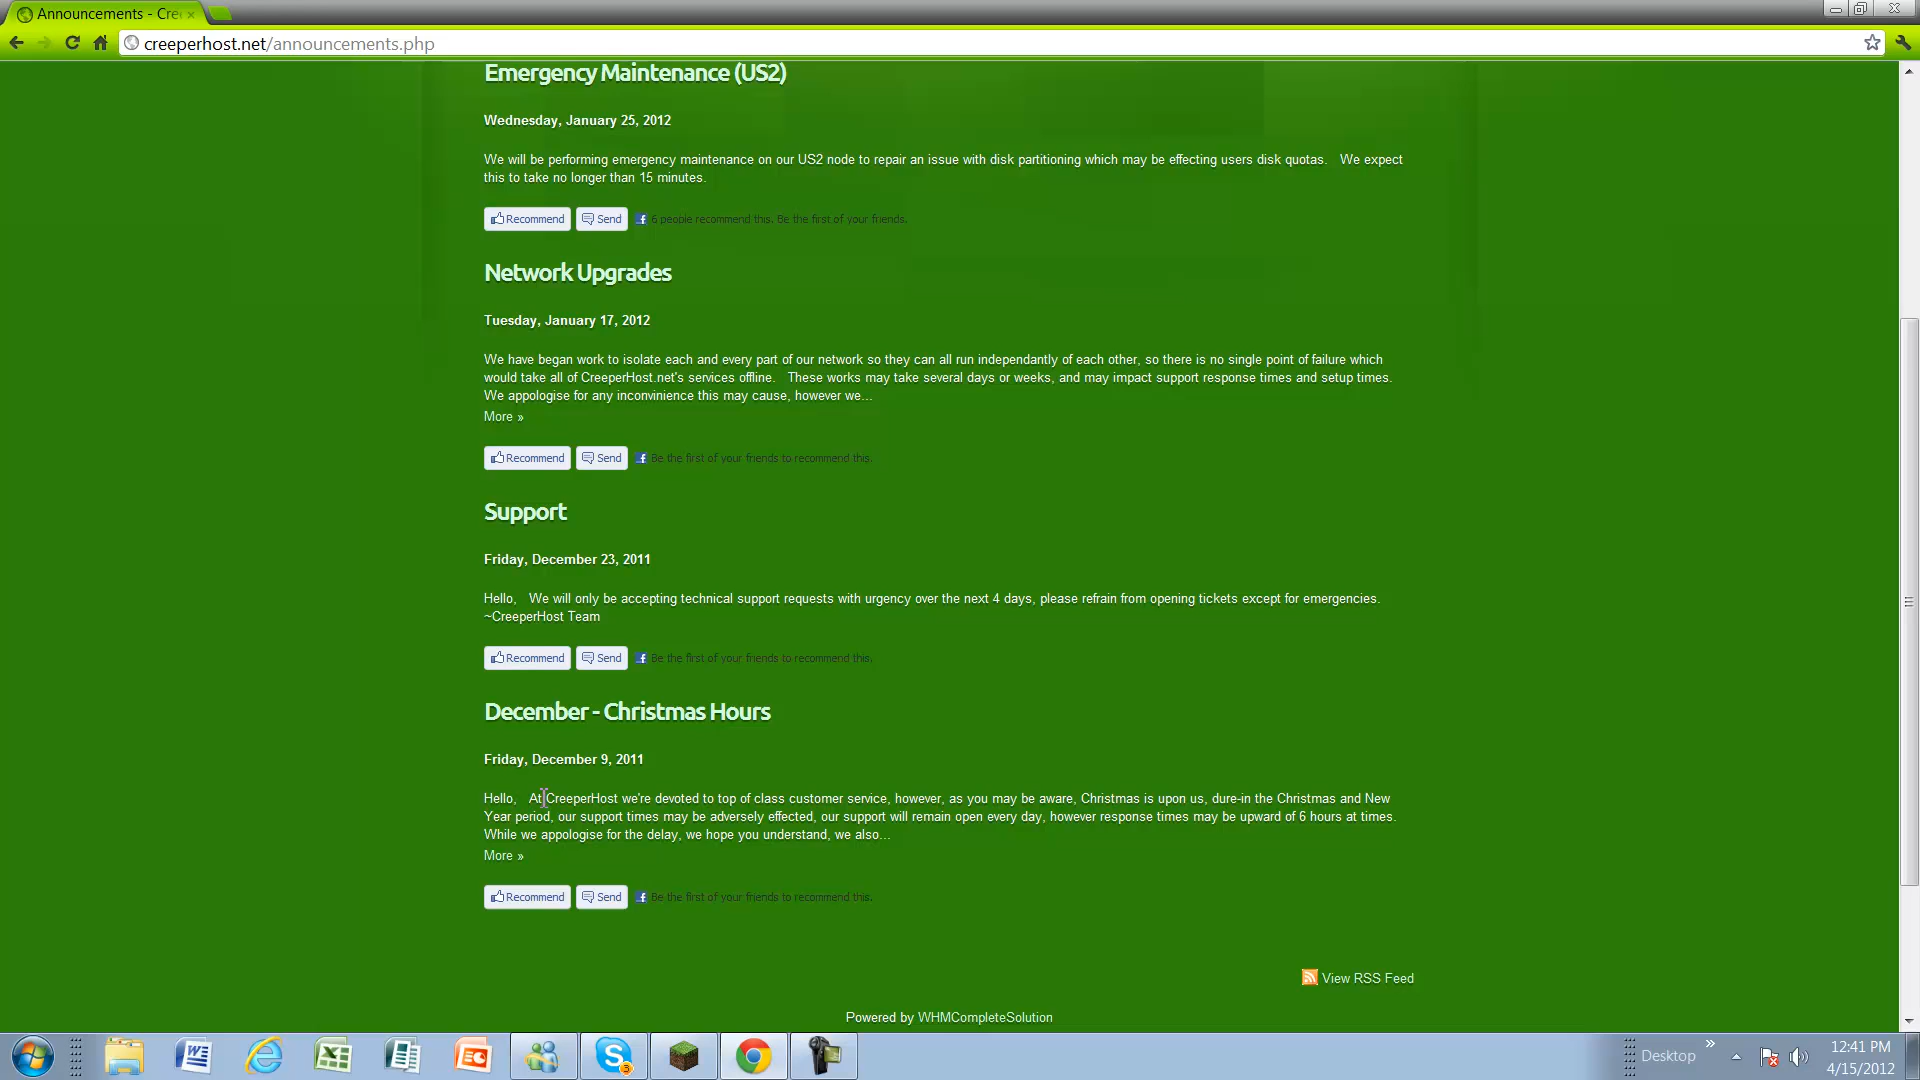 Announcements - Cre
creeperhost.net/announcements.php
Emergency Maintenance (US2)
Wednesday, January 25, 2012
We will be performing emergency maintenance on our US2 node to repair an issue with disk partitioning which may be effecting users disk quotas. We expect
this to take no longer than 15 minutes.
Recommend Send 6 people recommend this. Be the first of your friends.
Network Upgrades
Tuesday, January 17, 2012
We have began work to isolate each and every part of our network so they can all run independantly of each other, so there is no single point of failure which
would take all of CreeperHost.net's services offline. These works may take several days or weeks, and may impact support response times and setup times.
We appologise for any inconvinience this may cause, however we...
More »
Recommend Send Be the first of your friends to recommend this.
Support
Friday, December 23, 2011
Hello, We will only be accepting technical support requests with urgency over the next 4 days, please refrain from opening tickets except for emergencies.
~CreeperHost Team
Recommend Send Be the first of your friends to recommend this.
December - Christmas Hours
Friday, December 9, 2011
Hello, At CreeperHost we're devoted to top of class customer service, however, as you may be aware, Christmas is upon us, dure-in the Christmas and New
Year period, our support times may be adversely effected, our support will remain open every day, however response times may be upward of 6 hours at times.
While we appologise for the delay, we hope you understand, we also...
More »
Recommend Send Be the first of your friends to recommend this.
View RSS Feed
Powered by WHMCompleteSolution
3
Desktop »
12:41 PM
4/15/2012